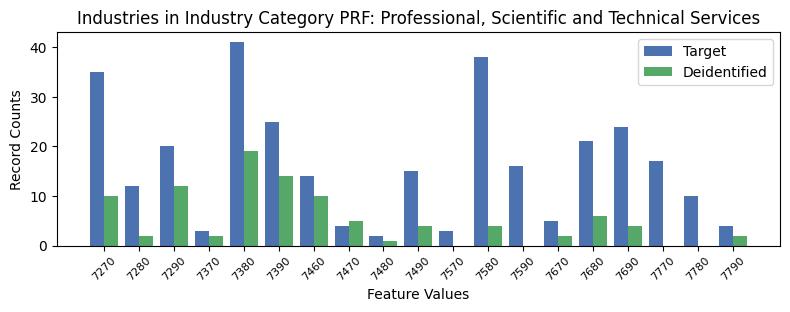 Industries in Industry Category PRF: Professional, Scientific and Technical Services
Target
Deidentified
Record Counts
40
30
20
10
0
7270 7280 7290 7370 7380 7390 7460 7470 7480 7490 7570 7580 7590 7670 7680 7690 7770 7780 7790
Feature Values